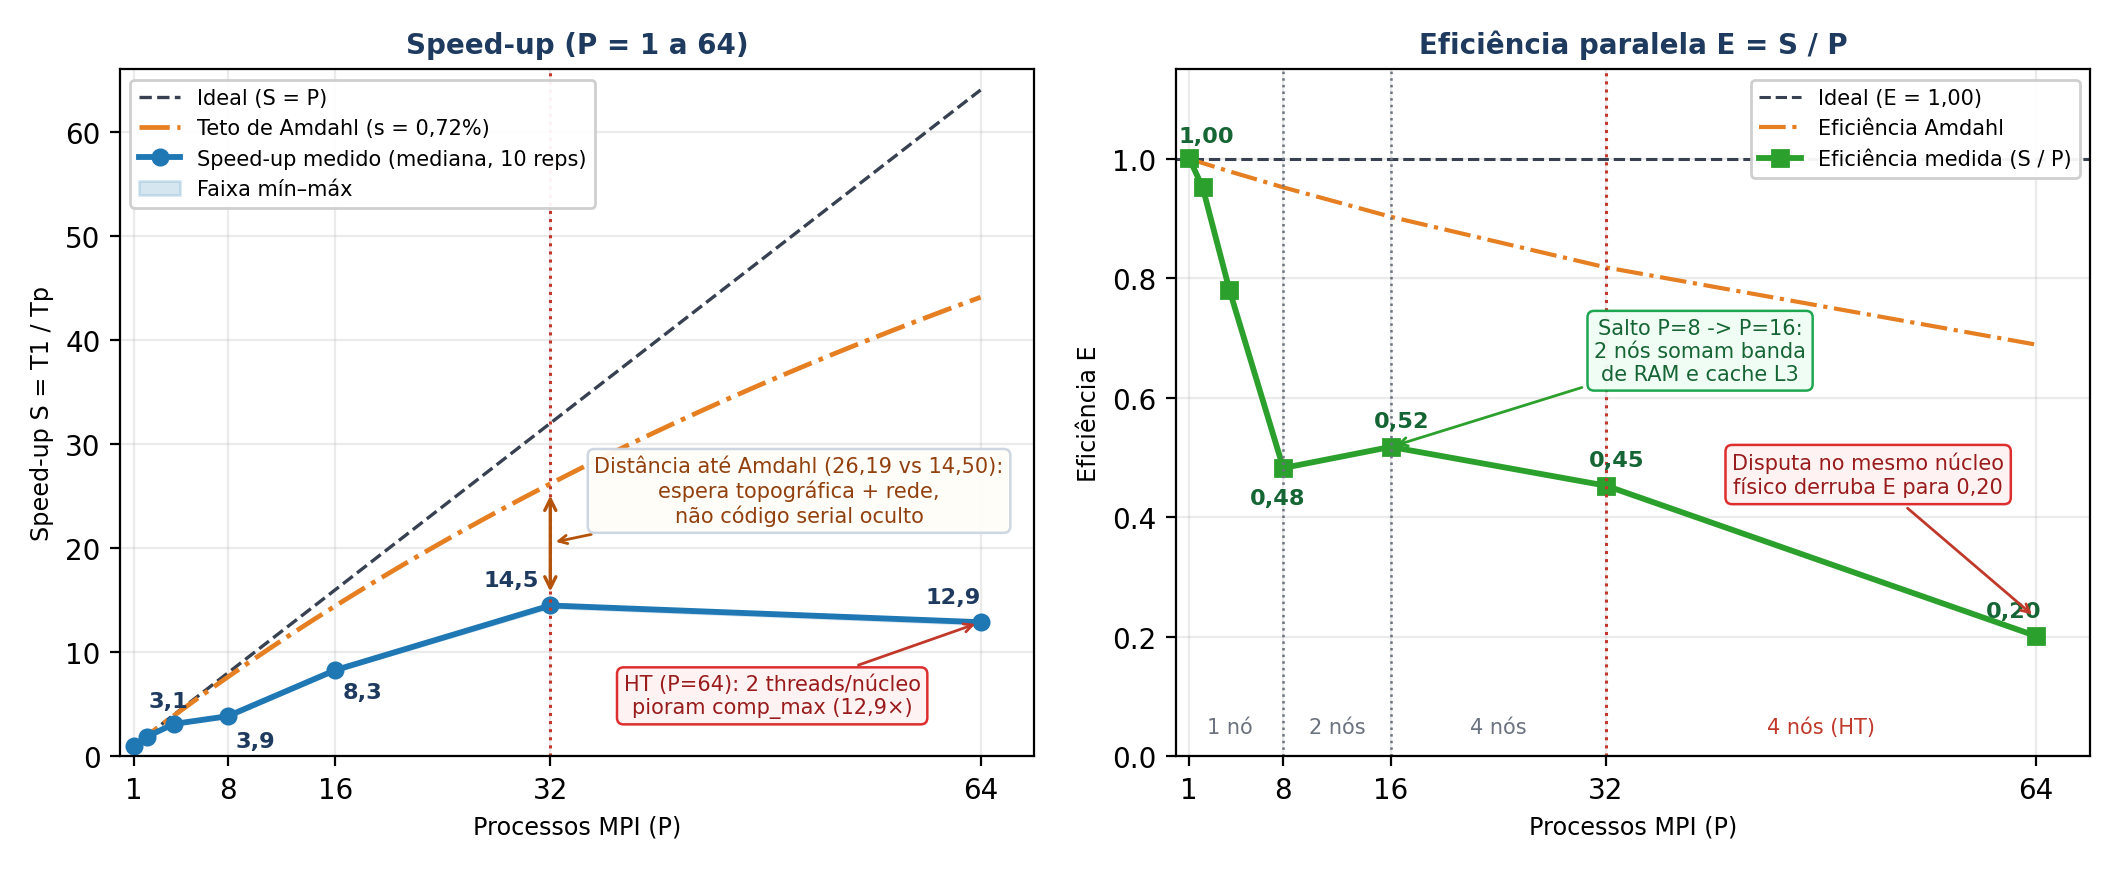 Speed-up (P = 1 a 64)
Ideal (S = P)
Teto de Amdahl (s = 0,72%)
Speed-up medido (mediana, 10 reps)
Faixa mín–máx
Speed-up S = T1 / Tp
60
50
40
30
20
10
0
Distância até Amdahl (26,19 vs 14,50):
espera topográfica + rede,
não código serial oculto
14,5
12,9
8,3
3,1
3,9
HT (P=64): 2 threads/núcleo
pioram comp_max (12,9×)
1
8
16
32
64
Processos MPI (P)
Eficiência paralela E = S / P
Ideal (E = 1,00)
Eficiência Amdahl
Eficiência medida (S / P)
Eficiência E
1.0
0.8
0.6
0.4
0.2
0.0
1,00
Salto P=8 -> P=16:
2 nós somam banda
de RAM e cache L3
0,52
0,45
0,48
Disputa no mesmo núcleo
físico derruba E para 0,20
0,20
1 nó
2 nós
4 nós
4 nós (HT)
1
8
16
32
64
Processos MPI (P)